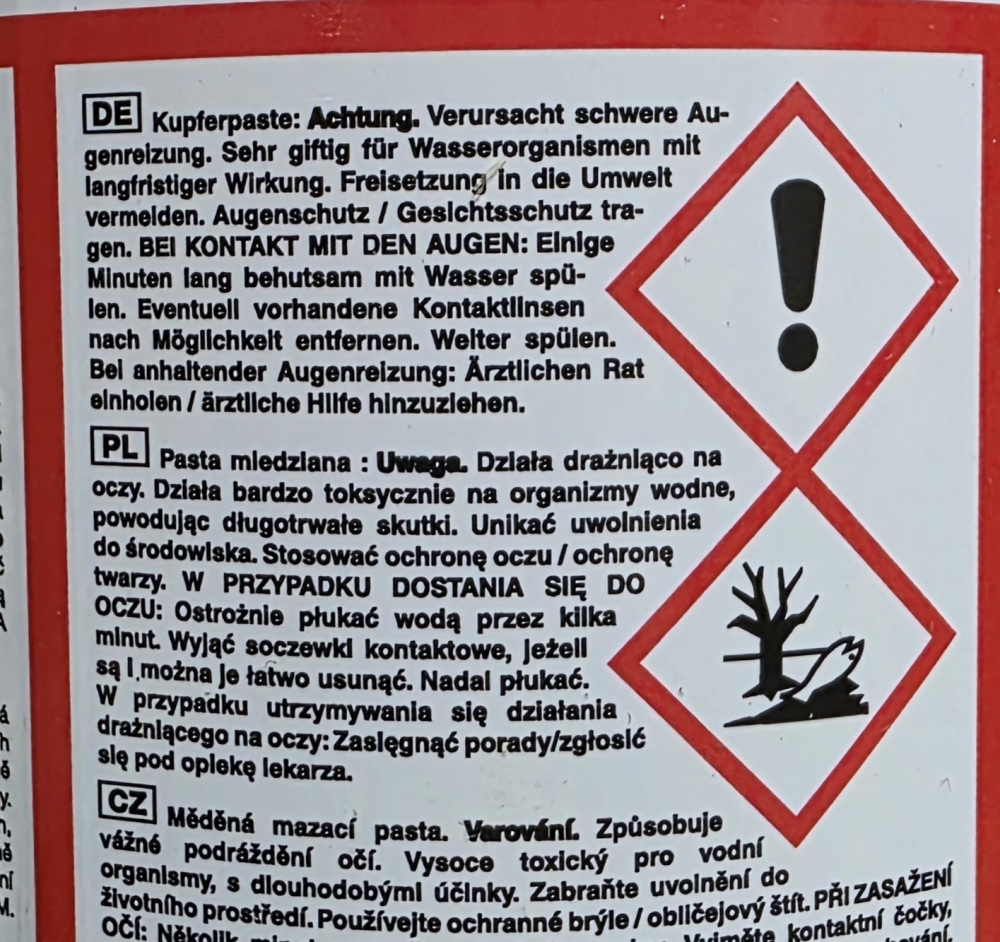 DE Kupferpaste: Achtung. Verursacht schwere Au-
genreizung. Sehr giftig für Wasserorganismen mit
langfristiger Wirkung. Freisetzung in die Umwelt
vermeiden. Augenschutz / Gesichtsschutz tra-
gen. BEI KONTAKT MIT DEN AUGEN: Einige
Minuten lang behutsam mit Wasser spü-
len. Eventuell vorhandene Kontaktlinsen
nach Möglichkeit entfernen. Weiter spülen.
Bei anhaltender Augenreizung: Ärztlichen Rat
einholen / ärztliche Hilfe hinzuziehen.
PL Pasta miedziana : Uwaga. Działa drażniąco na
oczy. Działa bardzo toksycznie na organizmy wodne,
powodując długotrwałe skutki. Unikać uwolnienia
do środowiska. Stosować ochronę oczu / ochronę
twarzy. W PRZYPADKU DOSTANIA SIĘ DO
OCZU: Ostrożnie płukać wodą przez kilka
minut. Wyjąć soczewki kontaktowe, jeżeli
są i można je łatwo usunąć. Nadal płukać.
W przypadku utrzymywania się działania
drażniącego na oczy: Zasięgnąć porady/zgłosić
się pod opiekę lekarza.
CZ Měděná mazací pasta. Varování. Způsobuje
vážné podráždění očí. Vysoce toxický pro vodní
organismy, s dlouhodobými účinky. Zabraňte uvolnění do
životního prostředí. Používejte ochranné brýle / obličejový štít. PŘI ZASAŽENÍ
OČÍ: Několik Vyjměte kontaktní čočky,